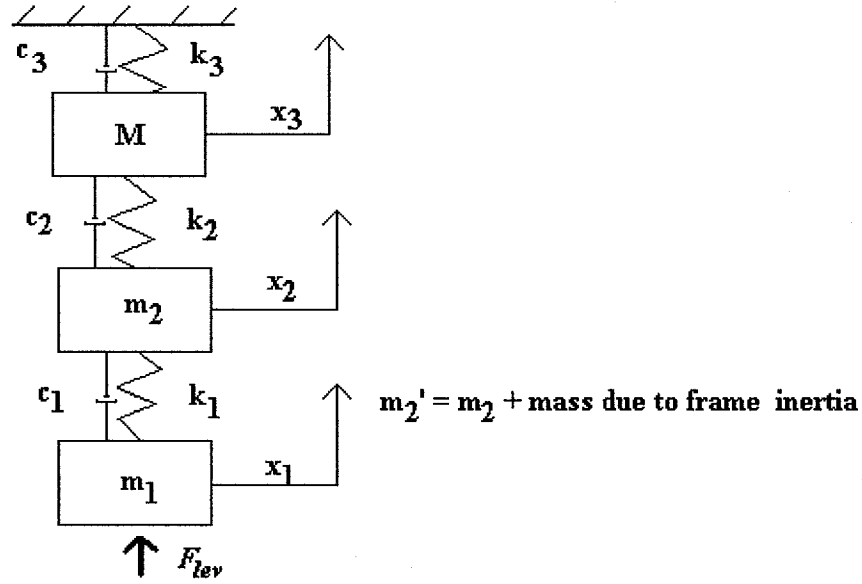 c3 k3
M x3
c2 k2
m2 x2
c1 k1 m2' = m2 + mass due to frame inertia
m1 x1
Flev